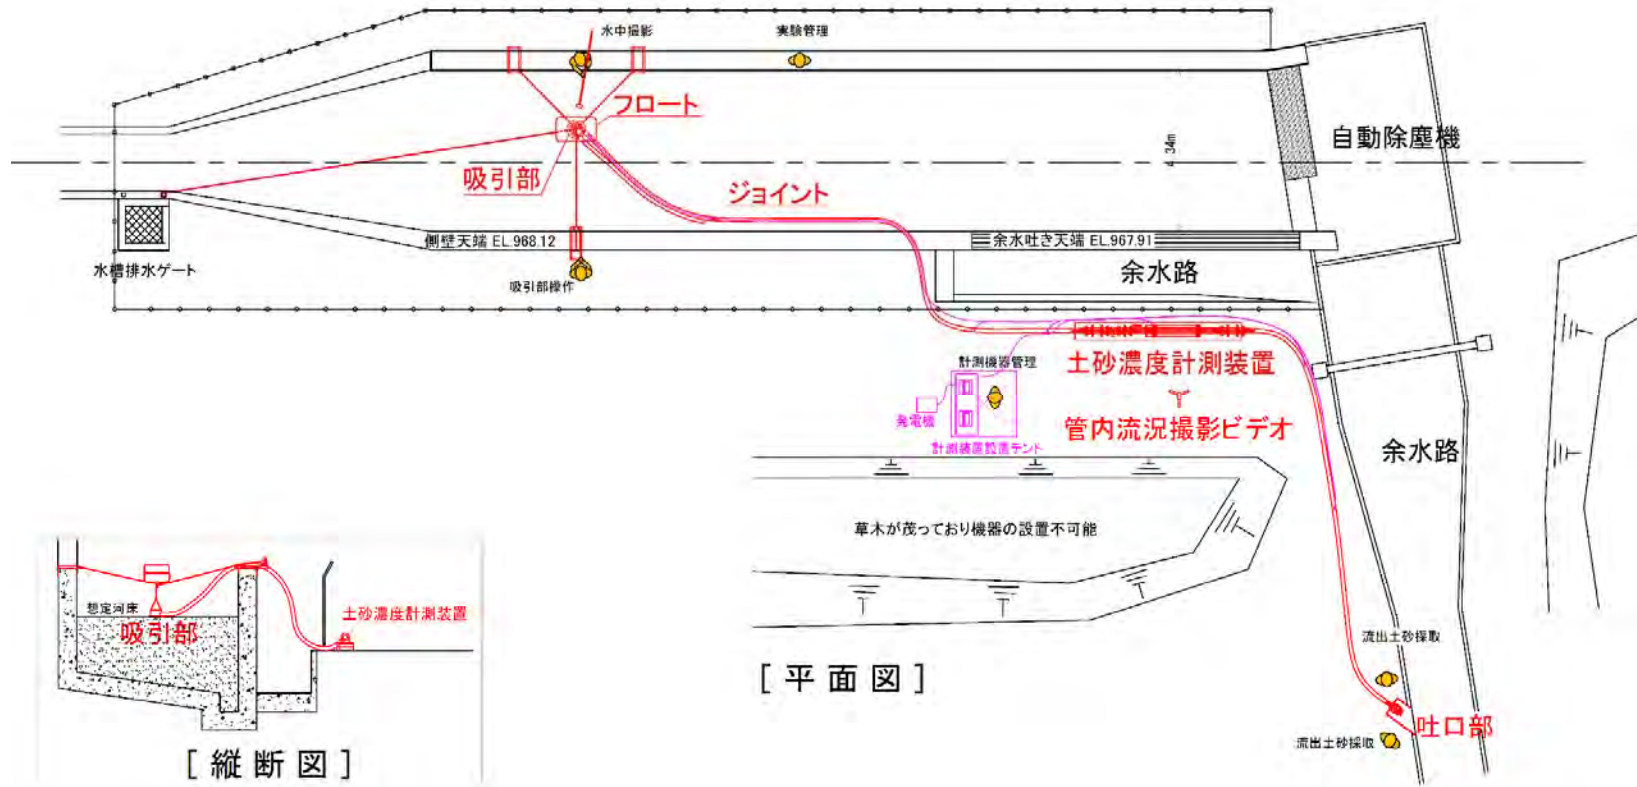 水中撮影
実験管理
フロート
自動除塵機
4.34m
吸引部
ジョイント
側壁天端 EL.968.12
余水吐き天端 EL.967.91
水槽排水ゲート
吸引部操作
余水路
計測機器管理
土砂濃度計測装置
発電機
管内流況撮影ビデオ
計測装置設置テント
余水路
草木が茂っており機器の設置不可能
想定河床
吸引部
土砂濃度計測装置
流出土砂採取
[平面図]
吐口部
流出土砂採取
[縦断図]